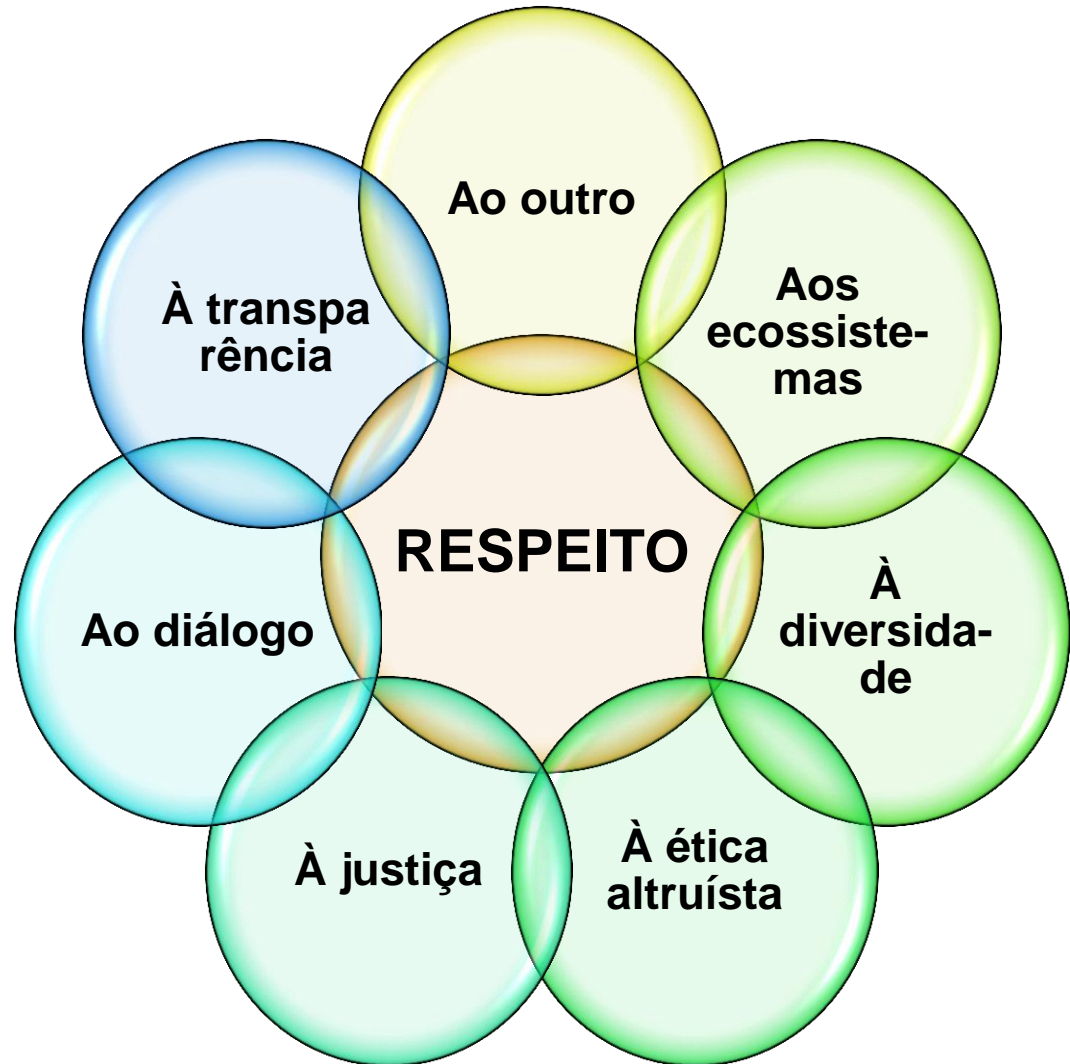 Ao outro
Aos
ecossiste-
mas
À
diversida-
de
À ética
altruísta
À justiça
Ao diálogo
À transpa
rência
RESPEITO